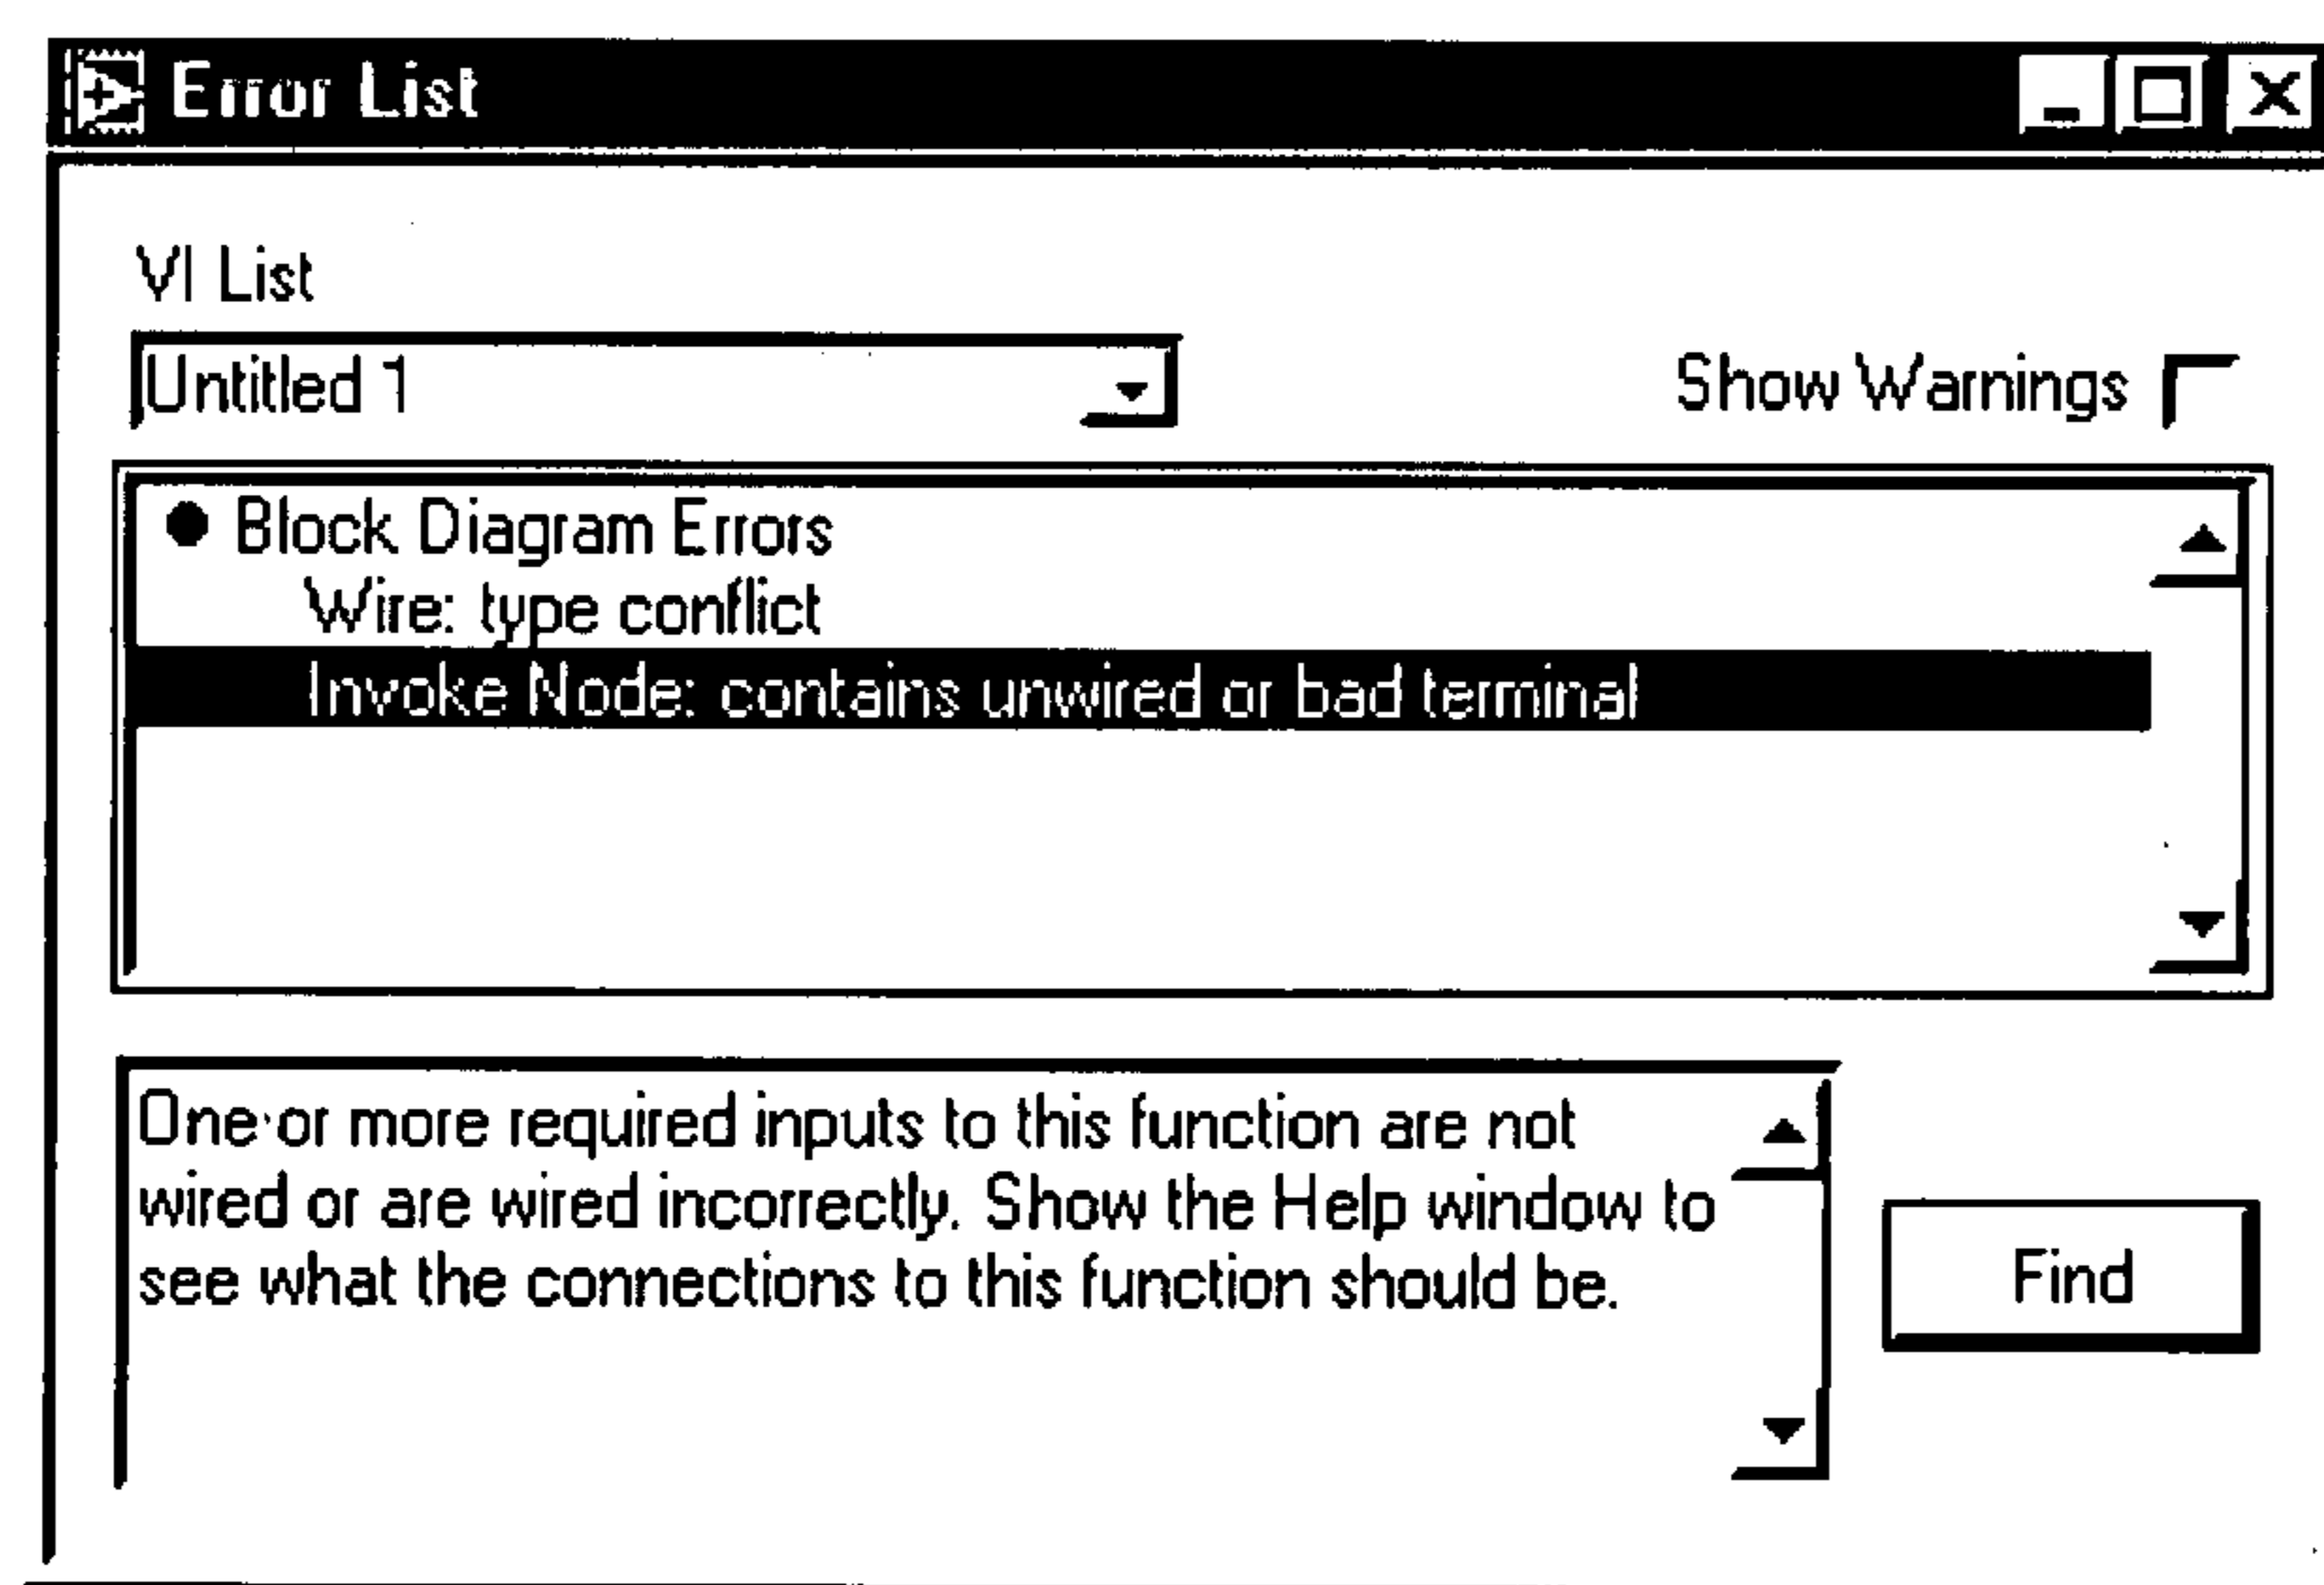 Error List
VI List
Untitled 1
Show Warnings
Block Diagram Errors
Wire: type conflict
Invoke Node: contains unwired or bad terminal
One or more required inputs to this function are not
wired or are wired incorrectly. Show the Help window to
see what the connections to this function should be.
Find